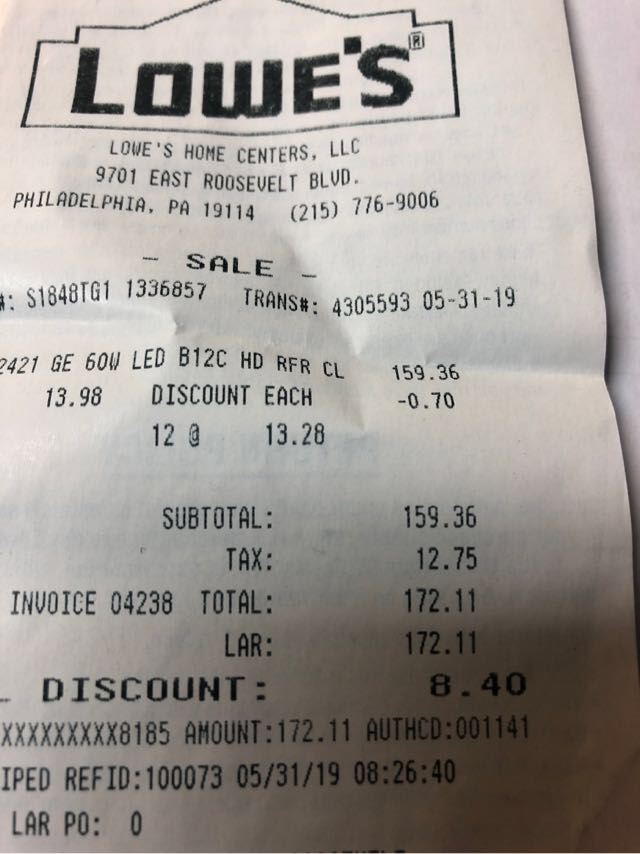 LOWE'S®
LOWE'S HOME CENTERS, LLC
9701 EAST ROOSEVELT BLVD.
PHILADELPHIA, PA 19114 (215) 776-9006
- SALE -
#: S1848TG1 1336857 TRANS#: 4305593 05-31-19
2421 GE 60W LED B12C HD RFR CL 159.36
13.98 DISCOUNT EACH -0.70
12 @ 13.28
SUBTOTAL: 159.36
TAX: 12.75
INVOICE 04238 TOTAL: 172.11
LAR: 172.11
L DISCOUNT: 8.40
XXXXXXXXX8185 AMOUNT:172.11 AUTHCD:001141
IPED REFID:100073 05/31/19 08:26:40
LAR PO: 0